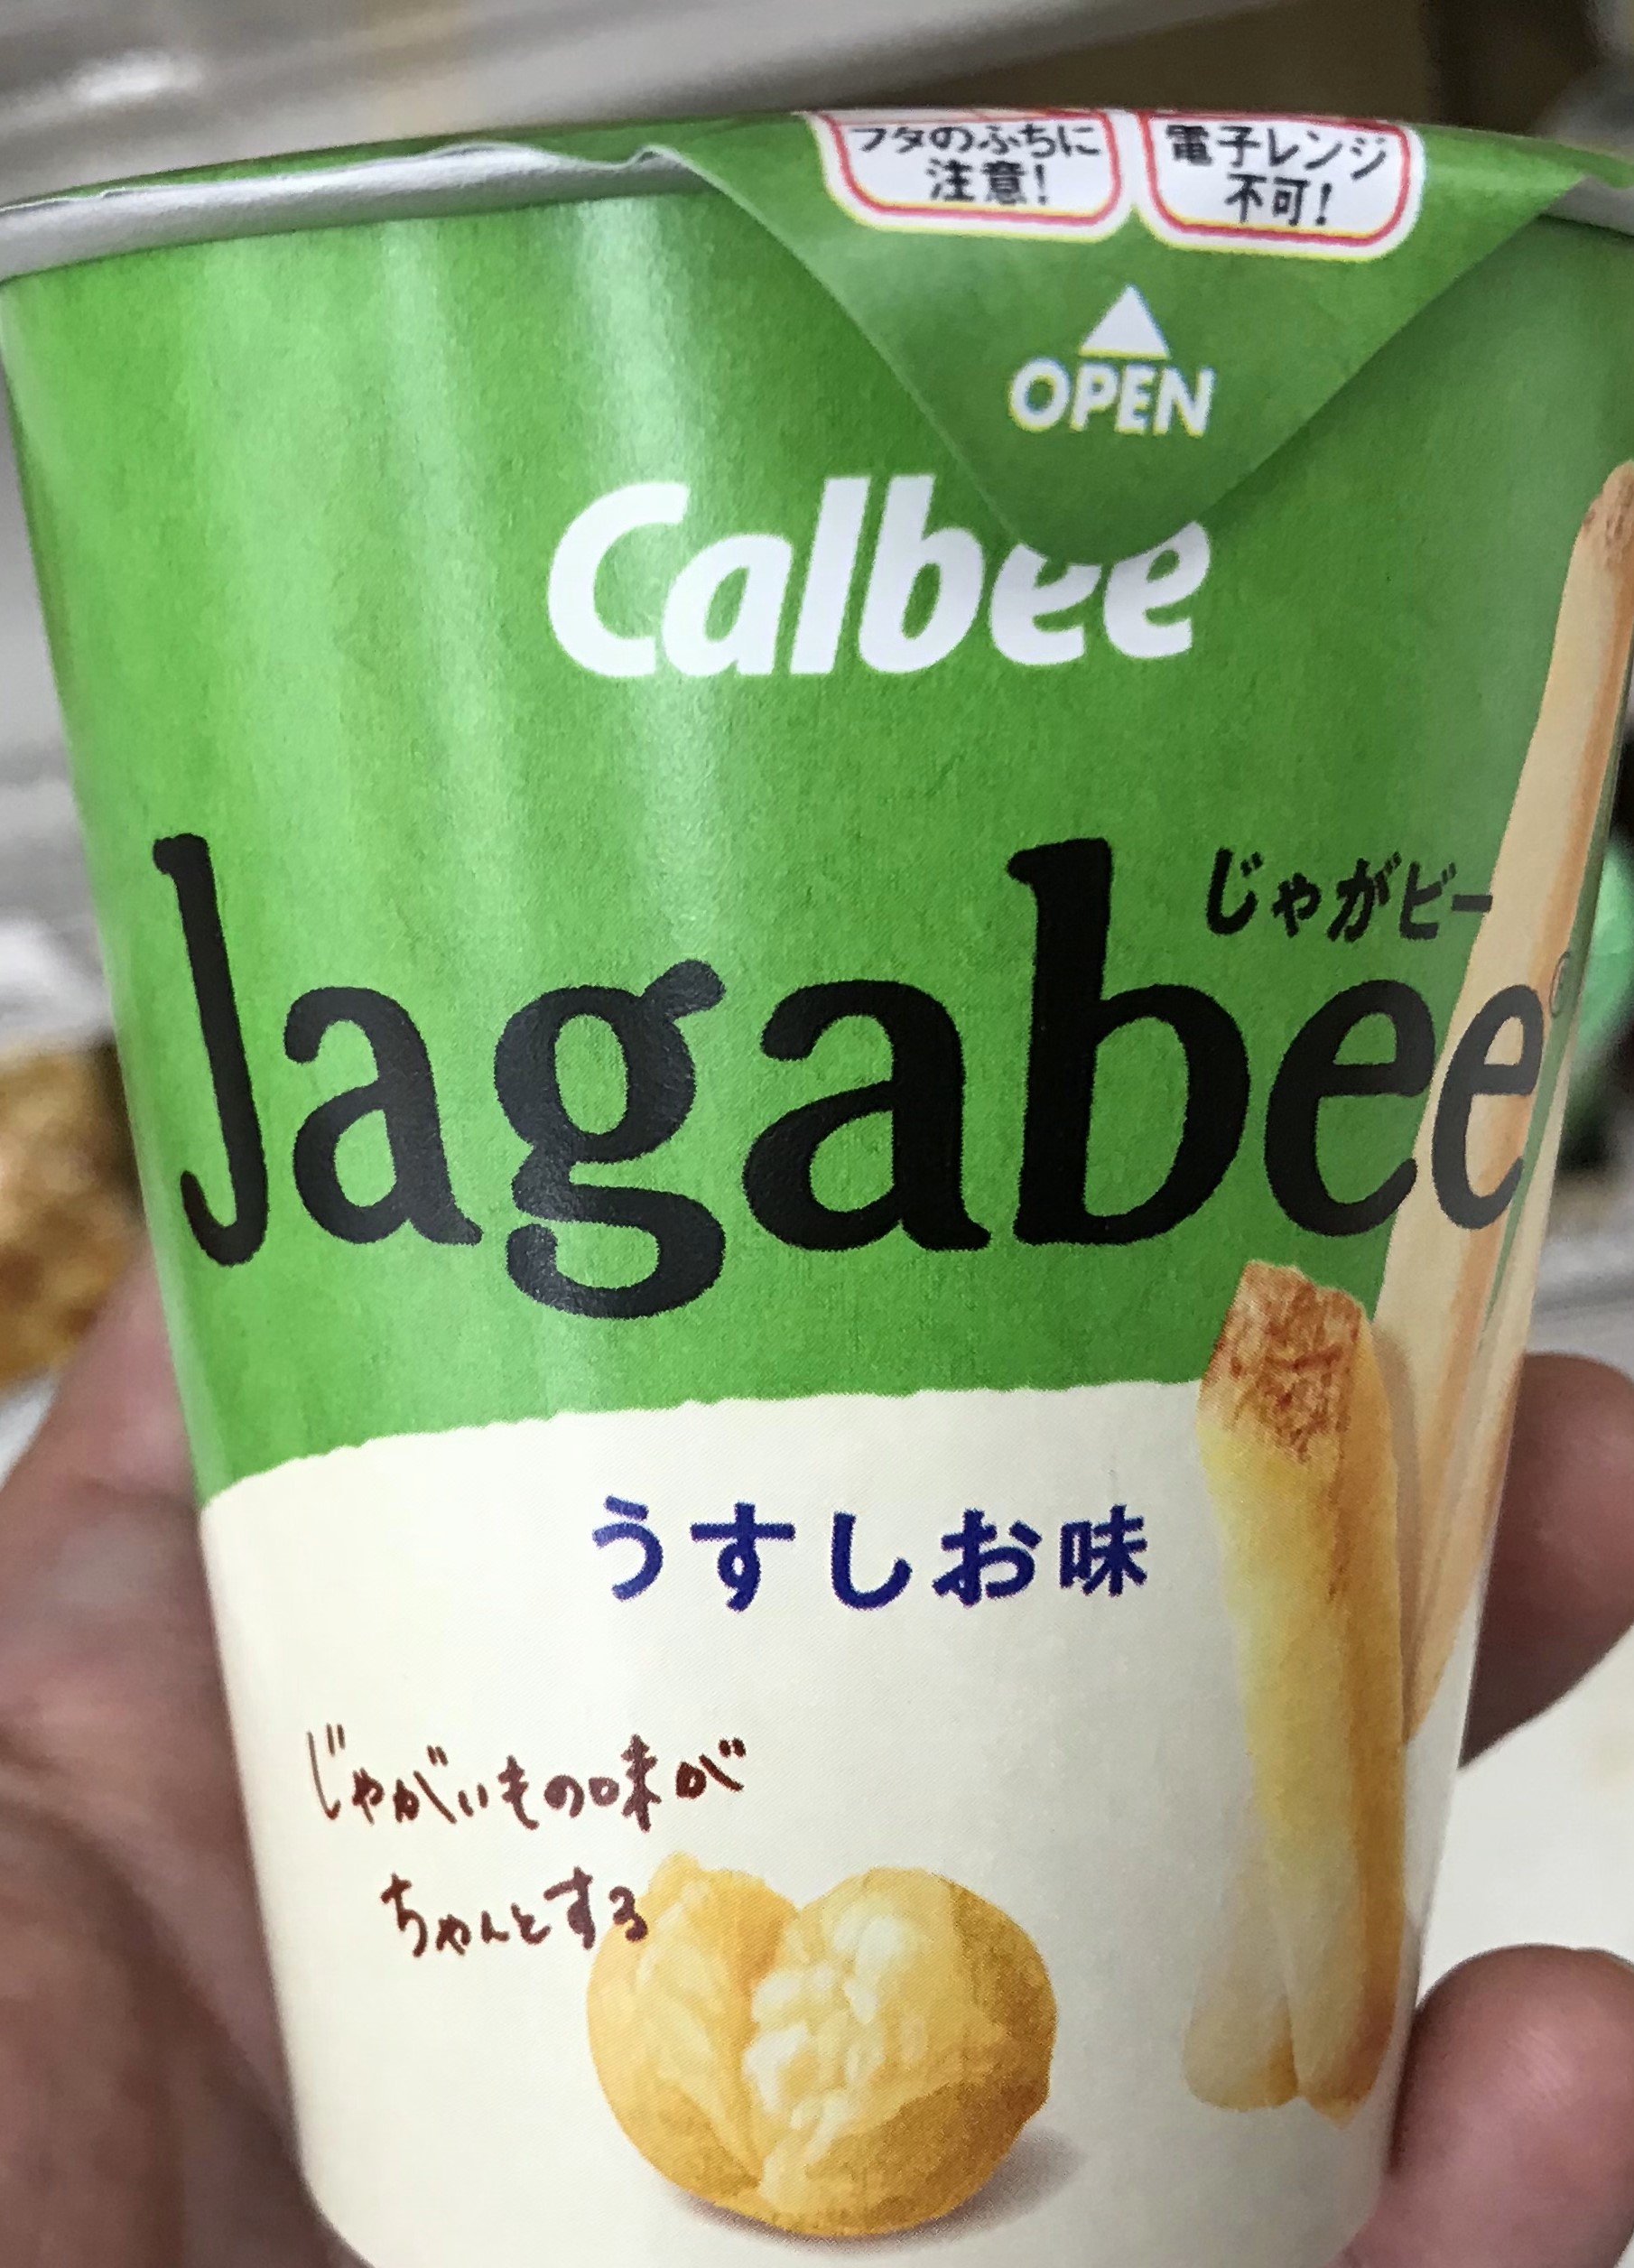 フタのふちに
注意!
電子レンジ
不可!
OPEN
Calbee
じゃがビー
Jagabee
うすしお味
じゃがいもの味が
ちゃんとする